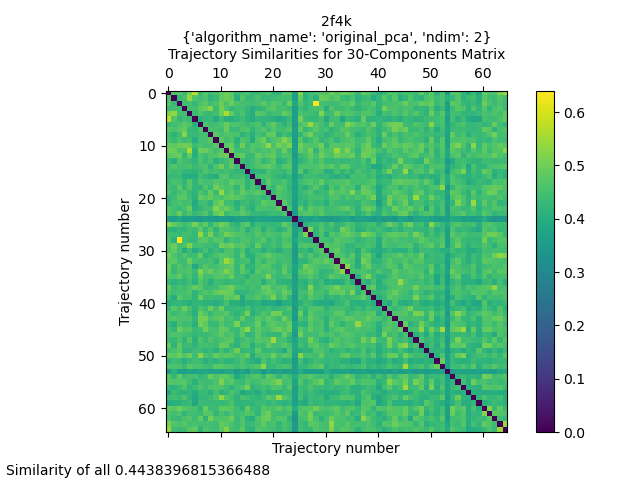 2f4k
{'algorithm_name': 'original_pca', 'ndim': 2}
Trajectory Similarities for 30-Components Matrix
0 10 20 30 40 50 60
0
10
20
30
40
50
60
Trajectory number
Trajectory number
0.6
0.5
0.4
0.3
0.2
0.1
0.0
Similarity of all 0.4438396815366488